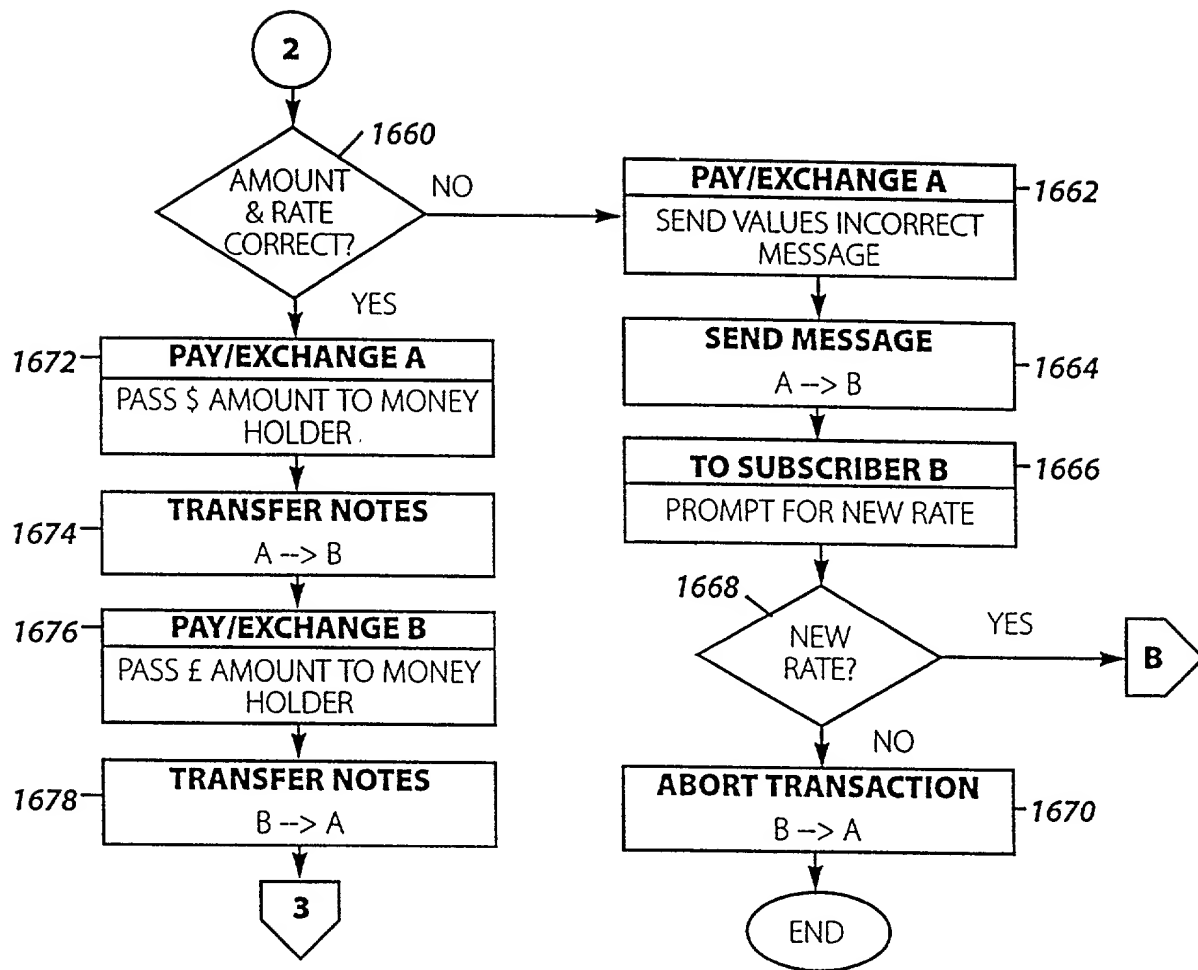 2
1660
AMOUNT
& RATE
CORRECT?
NO
YES
1672
PAY/EXCHANGE A
PASS $ AMOUNT TO MONEY
HOLDER
1674
TRANSFER NOTES
A --> B
1676
PAY/EXCHANGE B
PASS £ AMOUNT TO MONEY
HOLDER
1678
TRANSFER NOTES
B --> A
3
PAY/EXCHANGE A
1662
SEND VALUES INCORRECT
MESSAGE
SEND MESSAGE
1664
A --> B
TO SUBSCRIBER B
1666
PROMPT FOR NEW RATE
1668
NEW
RATE?
YES
B
NO
ABORT TRANSACTION
1670
B --> A
END